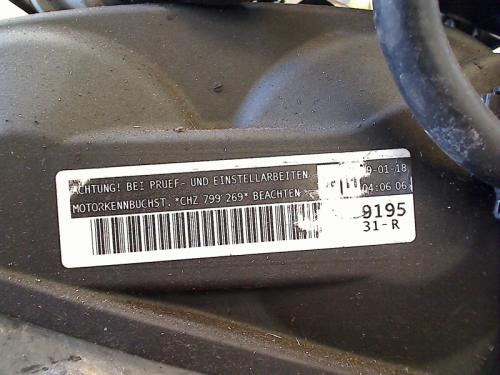 ACHTUNG! BEI PRUEF- UND EINSTELLARBEITEN
MOTORKENNBUCHST. *CHZ 799 269* BEACHTEN
9-01-18
04:06 06
9195
31-R